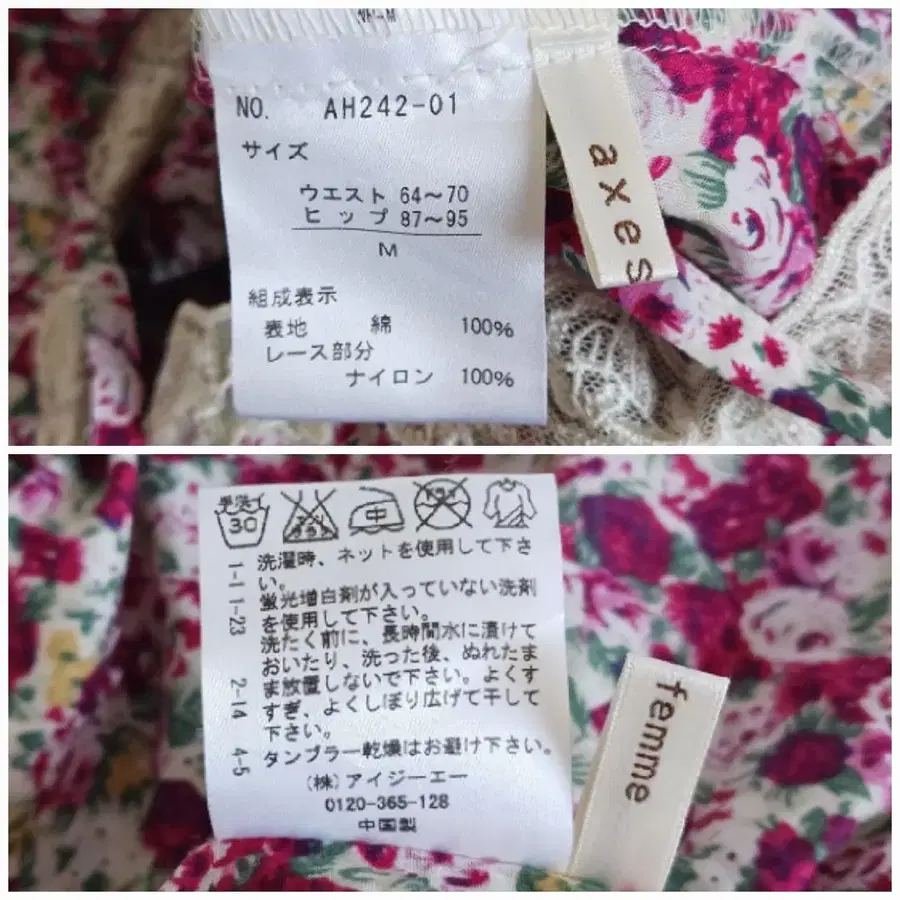 NO. AH242-01
サイズ
ウエスト 64～70
ヒップ 87～95
M
組成表示
表地 綿 100%
レース部分
ナイロン 100%
axes
手洗イ
30
中
ドライ
1-1 洗濯時、ネットを使用して下さ
い。
1-23 蛍光増白剤が入っていない洗剤
を使用して下さい。
洗たく前に、長時間水に漬けて
おいたり、洗った後、ぬれたま
2-14 ま放置しないで下さい。よくす
すぎ、よくしぼり広げて干して
下さい。
4-5 タンブラー乾燥はお避け下さい。
(株)アイジーエー
0120-365-128
中国製
femme